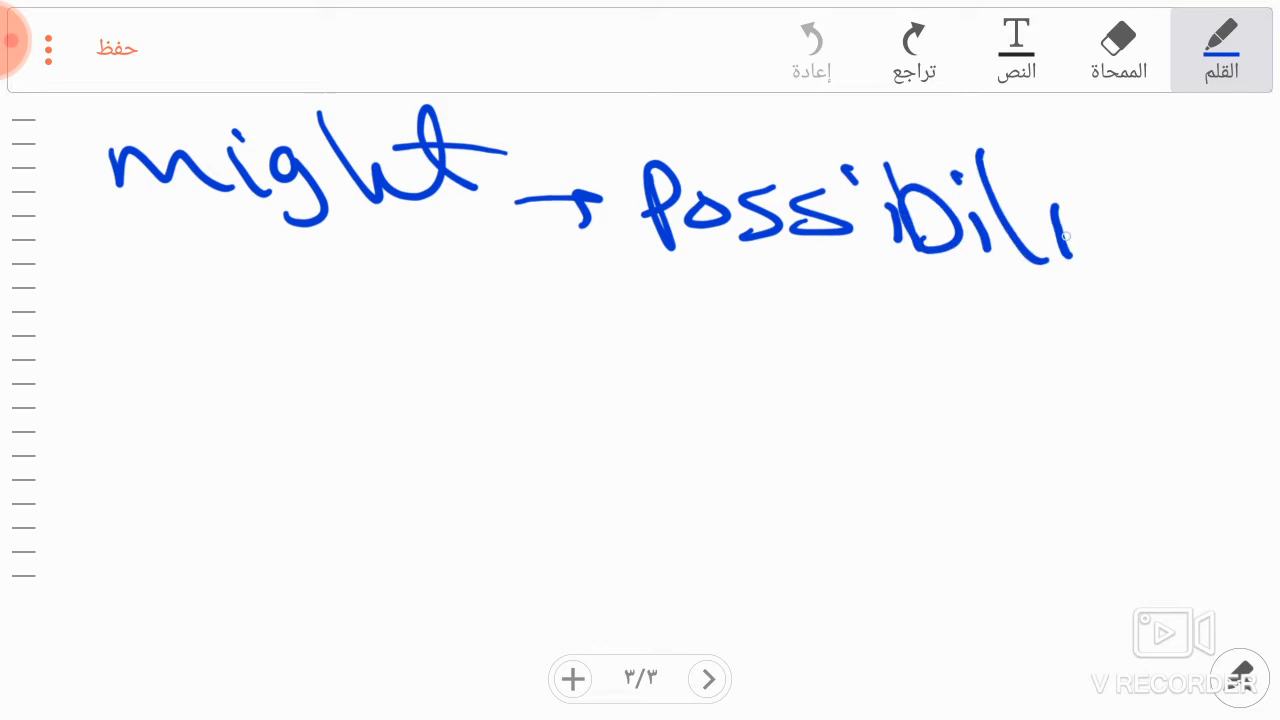 حفظ إعادة تراجع النص الممحاة القلم
might → Possibili
٣/٣
V RECORDER